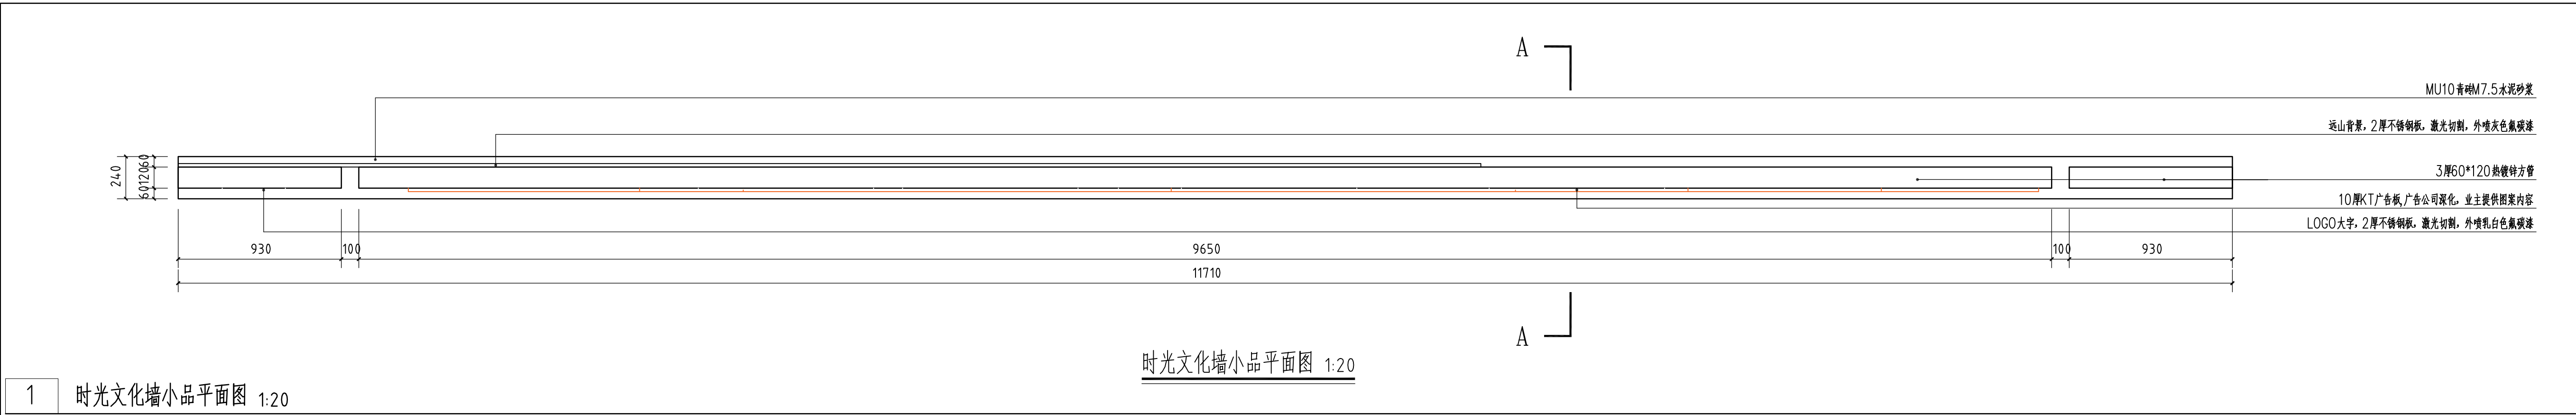 A
MU10青砖M7.5水泥砂浆
远山背景，2厚不锈钢板，激光切割，外喷灰色氟碳漆
3厚60*120热镀锌方管
10厚KT广告板,广告公司深化，业主提供图案内容
LOGO大字，2厚不锈钢板，激光切割，外喷乳白色氟碳漆
240
60
120
60
930 100 9650 100 930
11710
A
时光文化墙小品平面图 1:20
1 时光文化墙小品平面图 1:20